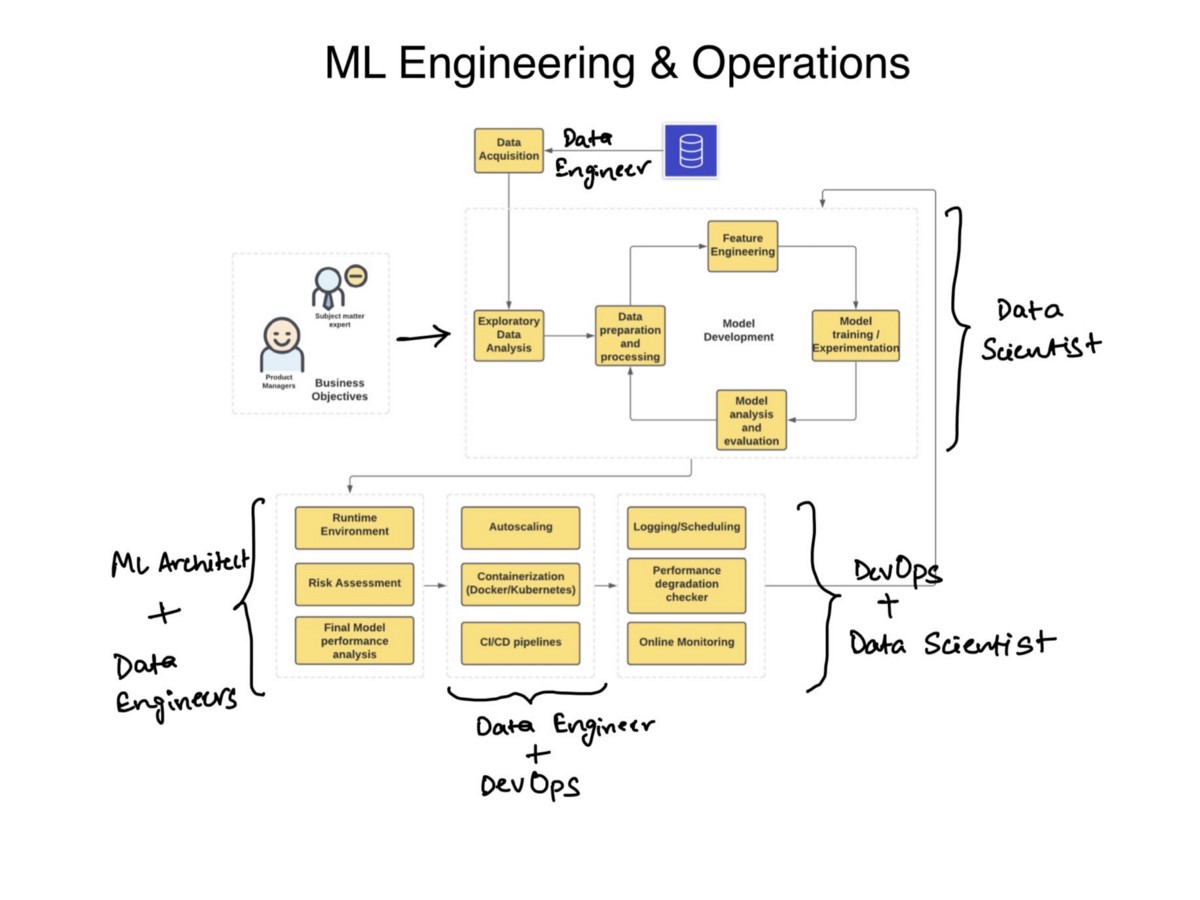 ML Engineering & Operations
Data
Acquisition
Data
Engineer
Feature
Engineering
Subject matter
expert
Product
Managers
Business
Objectives
Exploratory
Data
Analysis
Data
preparation
and
processing
Model
Development
Model
training /
Experimentation
Model
analysis
and
evaluation
Data
Scientist
ML Architect
+
Data
Engineers
Runtime
Environment
Risk Assessment
Final Model
performance
analysis
Autoscaling
Containerization
(Docker/Kubernetes)
CI/CD pipelines
Logging/Scheduling
Performance
degradation
checker
Online Monitoring
DevOps
+
Data Scientist
Data Engineer
+
DevOps